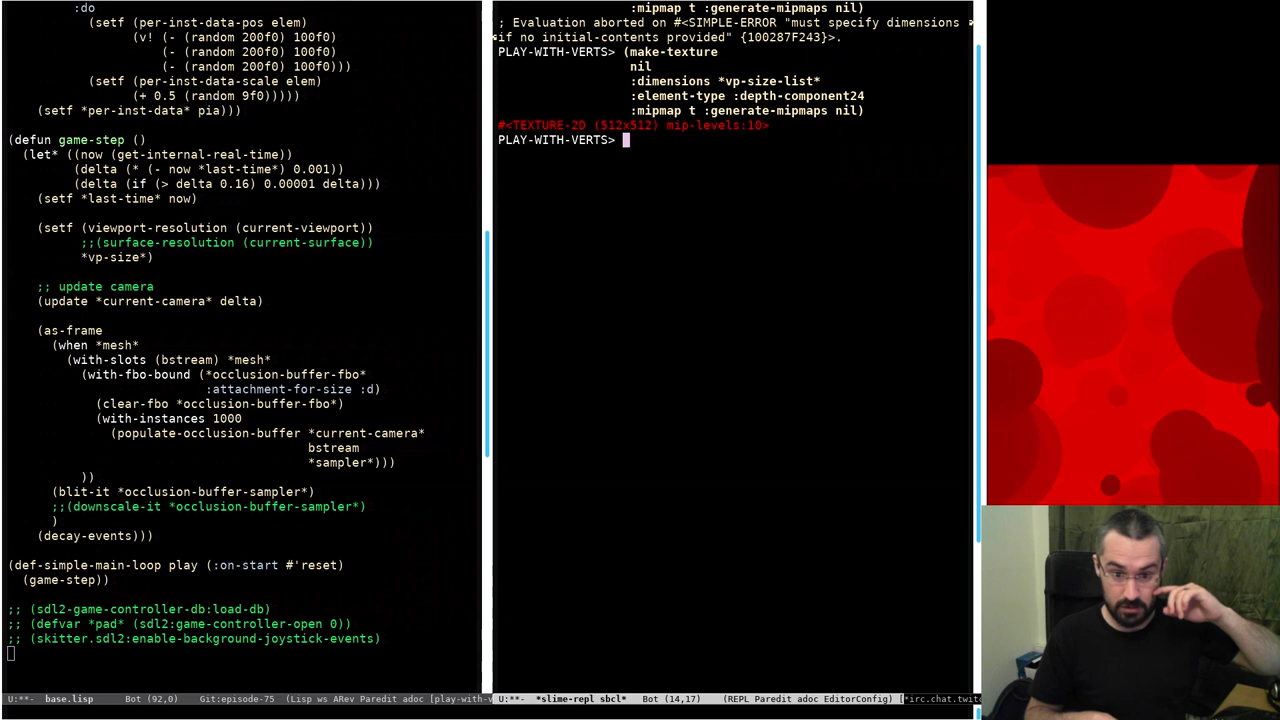 :do
(setf (per-inst-data-pos elem)
(v! (- (random 200f0) 100f0)
(- (random 200f0) 100f0)
(- (random 200f0) 100f0)))
(setf (per-inst-data-scale elem)
(+ 0.5 (random 9f0)))))
(setf *per-inst-data* pia)))
(defun game-step ()
(let* ((now (get-internal-real-time))
(delta (* (- now *last-time*) 0.001))
(delta (if (> delta 0.16) 0.00001 delta)))
(setf *last-time* now)
(setf (viewport-resolution (current-viewport))
;;(surface-resolution (current-surface))
*vp-size*)
;; update camera
(update *current-camera* delta)
(as-frame
(when *mesh*
(with-slots (bstream) *mesh*
(with-fbo-bound (*occlusion-buffer-fbo*
:attachment-for-size :d)
(clear-fbo *occlusion-buffer-fbo*)
(with-instances 1000
(populate-occlusion-buffer *current-camera*
bstream
*sampler*)))
))
(blit-it *occlusion-buffer-sampler*)
;;(downscale-it *occlusion-buffer-sampler*)
)
(decay-events)))
(def-simple-main-loop play (:on-start #'reset)
(game-step))
;; (sdl2-game-controller-db:load-db)
;; (defvar *pad* (sdl2:game-controller-open 0))
;; (skitter.sdl2:enable-background-joystick-events)
U:**- base.lisp Bot (92,0) Git:episode-75 (Lisp ws ARev Paredit adoc [play-with-v
:mipmap t :generate-mipmaps nil)
; Evaluation aborted on #<SIMPLE-ERROR "must specify dimensions
if no initial-contents provided" {100287F243}>.
PLAY-WITH-VERTS> (make-texture
nil
:dimensions *vp-size-list*
:element-type :depth-component24
:mipmap t :generate-mipmaps nil)
#<TEXTURE-2D (512x512) mip-levels:10>
PLAY-WITH-VERTS>
U:**- *slime-repl sbcl* Bot (14,17) (REPL Paredit adoc EditorConfig) [*irc.chat.twit